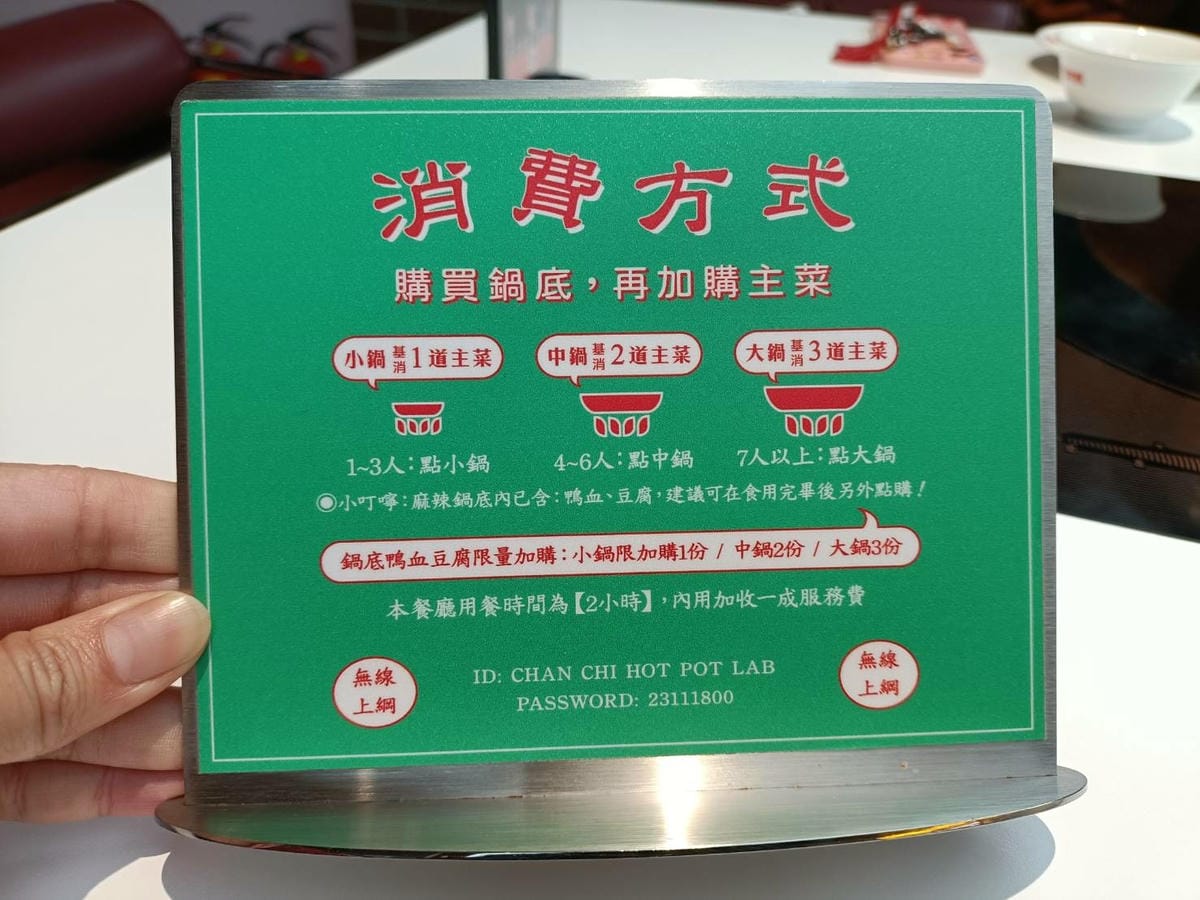 消費方式
購買鍋底，再加購主菜
小鍋 基消 1道主菜
中鍋 基消 2道主菜
大鍋 基消 3道主菜
1~3人：點小鍋
4~6人：點中鍋
7人以上：點大鍋
◉小叮嚀：麻辣鍋底內已含：鴨血、豆腐，建議可在食用完畢後另外點購！
鍋底鴨血豆腐限量加購：小鍋限加購1份 / 中鍋2份 / 大鍋3份
本餐廳用餐時間為【2小時】，內用加收一成服務費
無線
上網
ID: CHAN CHI HOT POT LAB
PASSWORD: 23111800
無線
上網